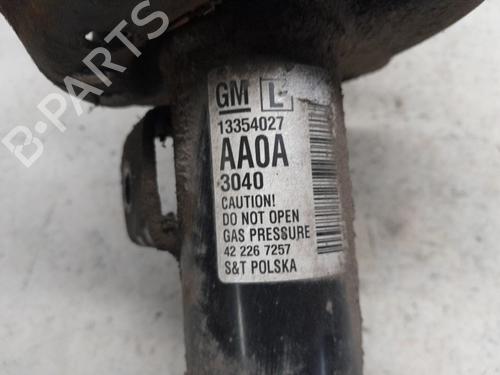 GM L
13354027
AA0A
3040
CAUTION!
DO NOT OPEN
GAS PRESSURE
42 226 7257
S&T POLSKA
B-PARTS